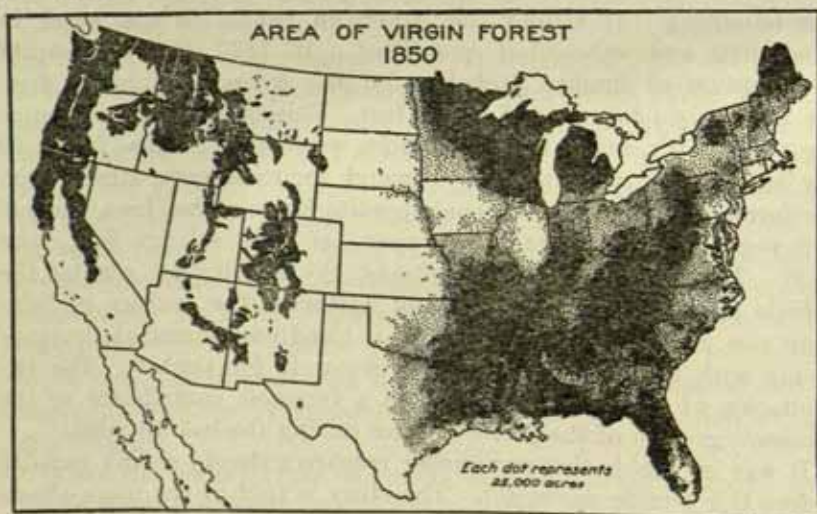 AREA OF VIRGIN FOREST
1850
Each dot represents
25,000 acres